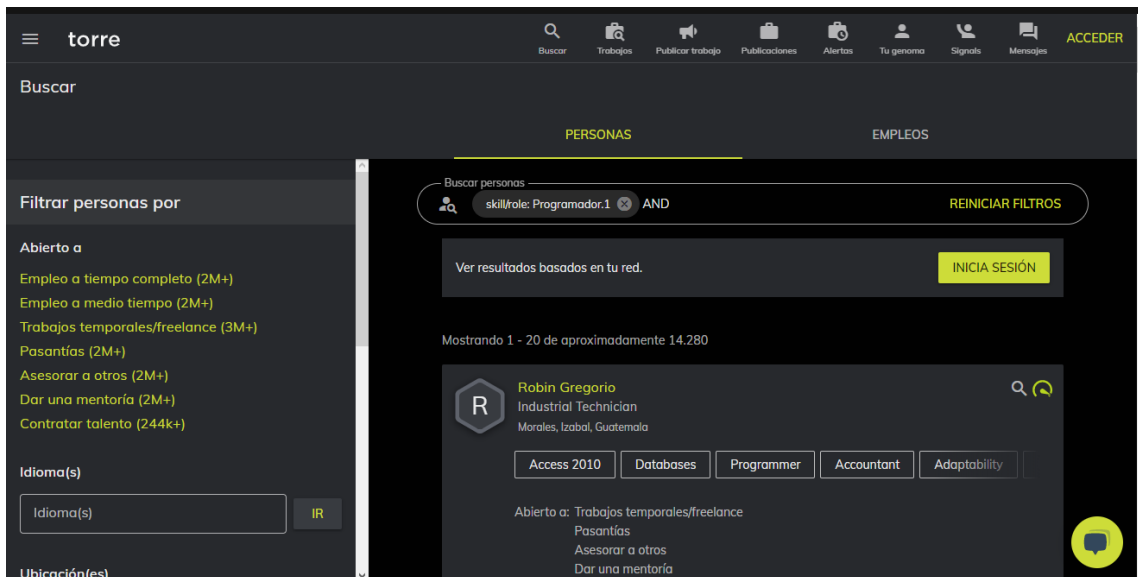 torre
Buscar
Trabajos
Publicar trabajo
Publicaciones
Alertas
Tu genoma
Signals
Mensajes
ACCEDER
Buscar
PERSONAS
EMPLEOS
Filtrar personas por
Abierto a
Empleo a tiempo completo (2M+)
Empleo a medio tiempo (2M+)
Trabajos temporales/freelance (3M+)
Pasantías (2M+)
Asesorar a otros (2M+)
Dar una mentoría (2M+)
Contratar talento (244k+)
Idioma(s)
Idioma(s)
IR
Ubicación(es)
Buscar personas
skill/role: Programador.1 AND
REINICIAR FILTROS
Ver resultados basados en tu red.
INICIA SESIÓN
Mostrando 1 - 20 de aproximadamente 14.280
R
Robin Gregorio
Industrial Technician
Morales, Izabal, Guatemala
Access 2010
Databases
Programmer
Accountant
Adaptability
Abierto a: Trabajos temporales/freelance
Pasantías
Asesorar a otros
Dar una mentoría